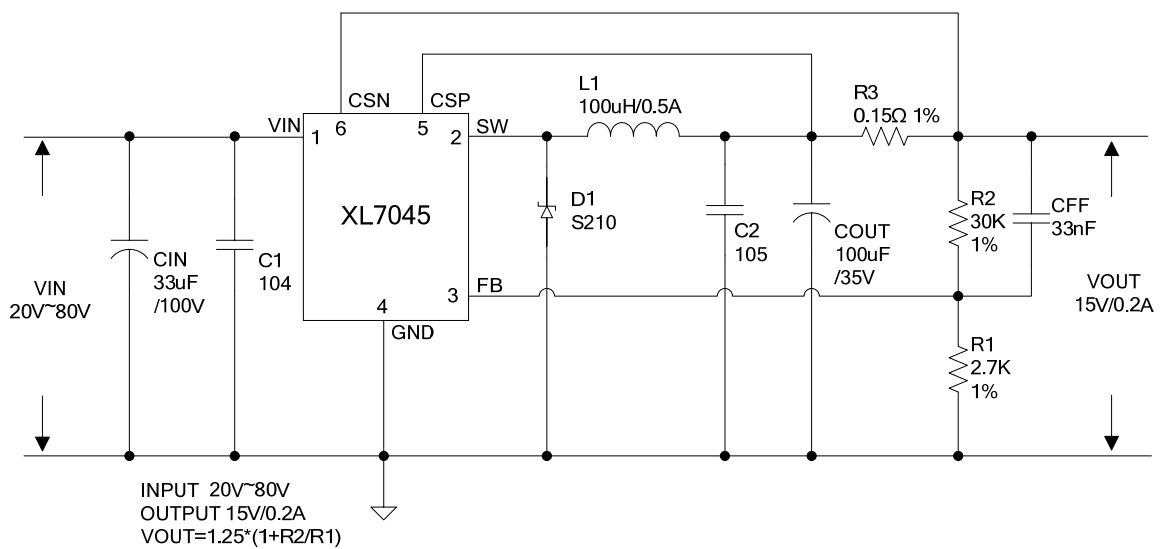 CSN
CSP
L1
100uH/0.5A
R3
0.15Ω 1%
VIN
1
6
5
2
SW
XL7045
D1
S210
R2
30K
1%
CFF
33nF
CIN
33uF
/100V
C1
104
C2
105
COUT
100uF
/35V
VIN
20V~80V
3
FB
VOUT
15V/0.2A
4
GND
R1
2.7K
1%
INPUT 20V~80V
OUTPUT 15V/0.2A
VOUT=1.25*(1+R2/R1)